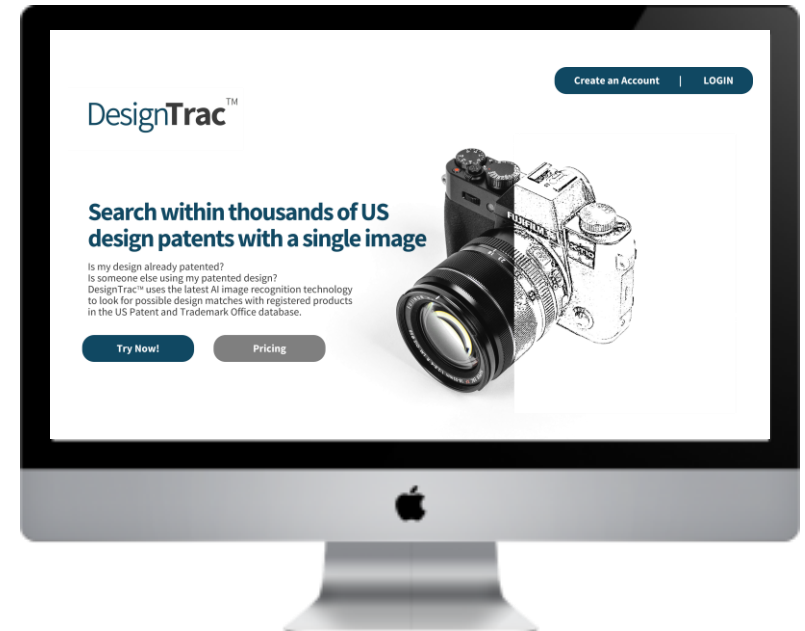 Create an Account | LOGIN
DesignTrac™
Search within thousands of US
design patents with a single image
Is my design already patented?
Is someone else using my patented design?
DesignTrac™ uses the latest AI image recognition technology
to look for possible design matches with registered products
in the US Patent and Trademark Office database.
Try Now!
Pricing
FUJIFILM